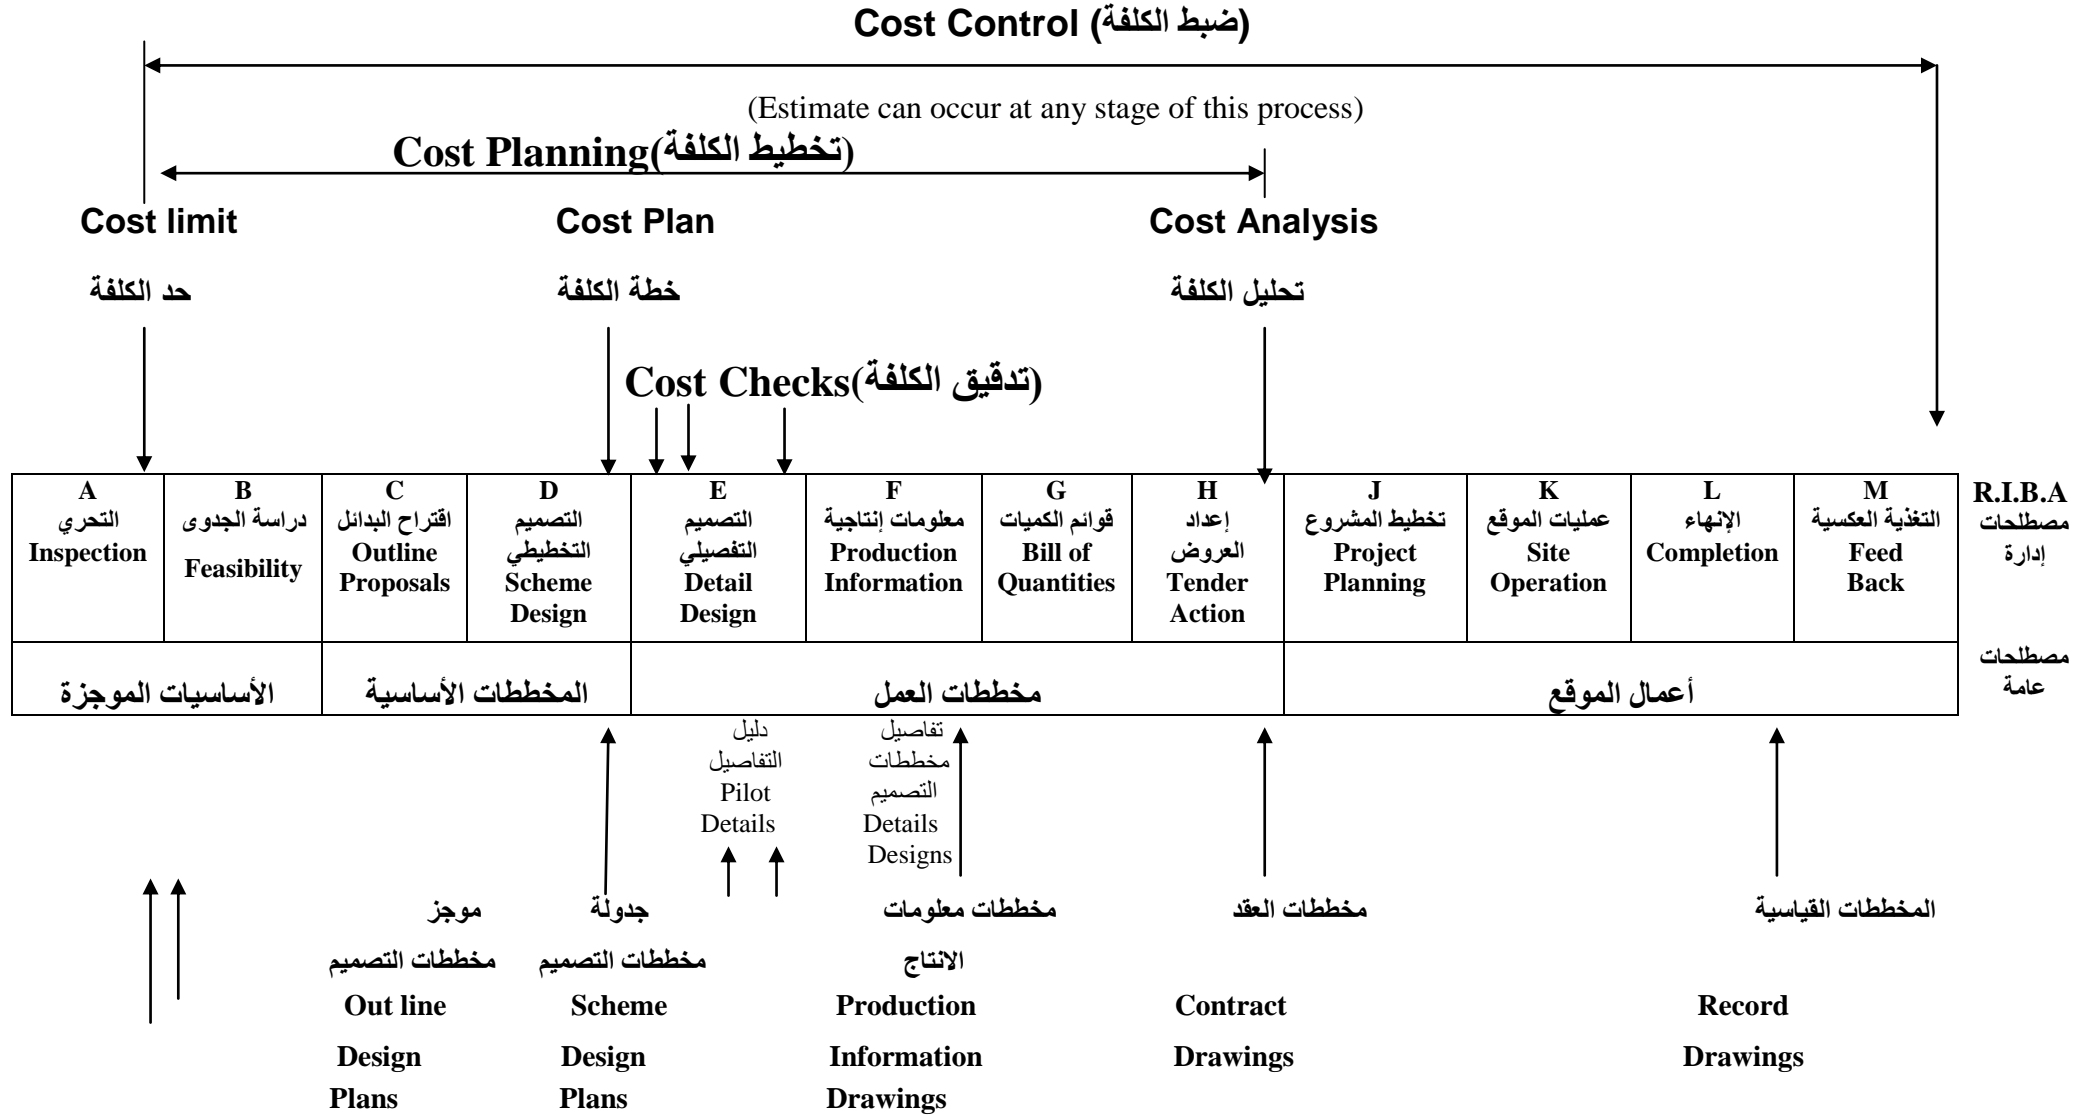 Cost Control (ضبط الكلفة)
(Estimate can occur at any stage of this process)
Cost Planning(تخطيط الكلفة)
Cost limit
Cost Plan
Cost Analysis
حد الكلفة
خطة الكلفة
تحليل الكلفة
Cost Checks(تدقيق الكلفة)
A
التحري
Inspection
B
دراسة الجدوى
Feasibility
C
اقتراح البدائل
Outline
Proposals
D
التصميم
التخطيطي
Scheme
Design
E
التصميم
التفصيلي
Detail
Design
F
معلومات إنتاجية
Production
Information
G
قوائم الكميات
Bill of
Quantities
H
إعداد
العروض
Tender
Action
J
تخطيط المشروع
Project
Planning
K
عمليات الموقع
Site
Operation
L
الإنهاء
Completion
M
التغذية العكسية
Feed
Back
R.I.B.A
مصطلحات
إدارة
الأساسيات الموجزة
المخططات الأساسية
مخططات العمل
أعمال الموقع
مصطلحات
عامة
دليل
التفاصيل
Pilot
Details
تفاصيل
مخططات
التصميم
Details
Designs
موجز
مخططات التصميم
Out line
Design
Plans
جدولة
مخططات التصميم
Scheme
Design
Plans
مخططات معلومات
الانتاج
Production
Information
Drawings
مخططات العقد
Contract
Drawings
المخططات القياسية
Record
Drawings